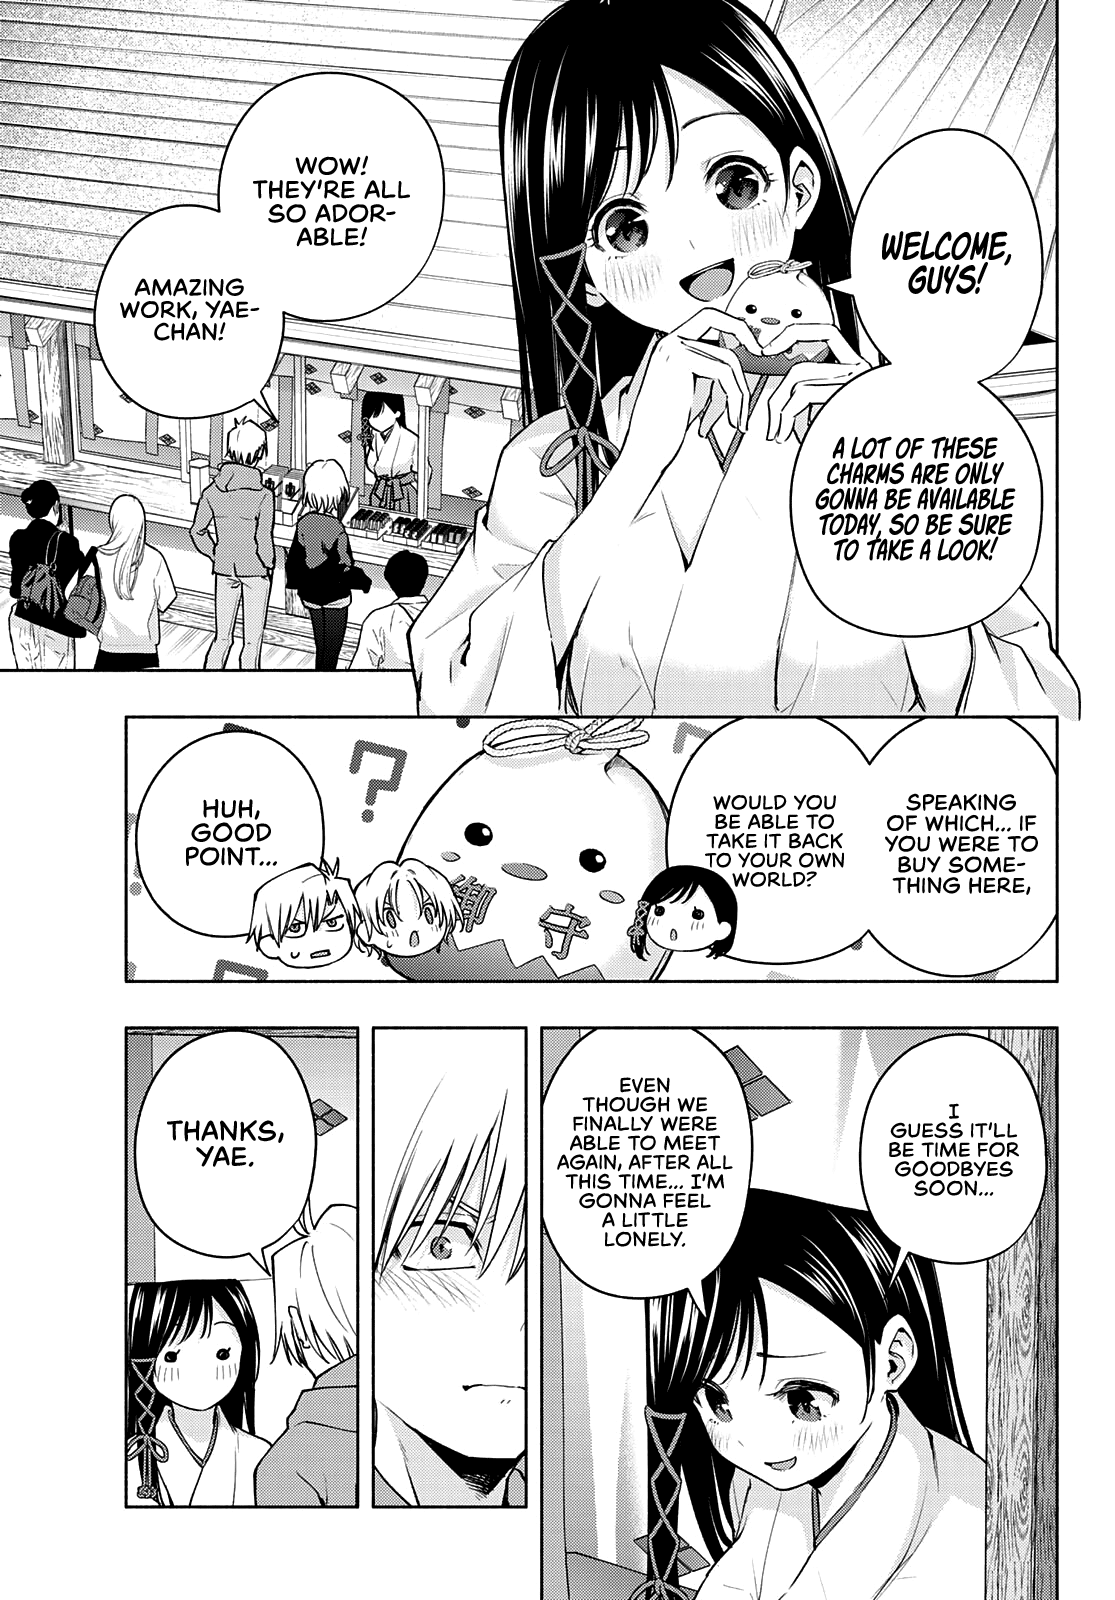 WELCOME,
GUYS!
A LOT OF THESE
CHARMS ARE ONLY
GONNA BE AVAILABLE
TODAY, SO BE SURE
TO TAKE A LOOK!
WOW!
THEY'RE ALL
SO ADOR-
ABLE!
AMAZING
WORK, YAE-
CHAN!
SPEAKING
OF WHICH... IF
YOU WERE TO
BUY SOME-
THING HERE,
WOULD YOU
BE ABLE TO
TAKE IT BACK
TO YOUR OWN
WORLD?
御守
HUH,
GOOD
POINT...
I
GUESS IT'LL
BE TIME FOR
GOODBYES
SOON...
EVEN
THOUGH WE
FINALLY WERE
ABLE TO MEET
AGAIN, AFTER ALL
THIS TIME... I'M
GONNA FEEL
A LITTLE
LONELY.
THANKS,
YAE.